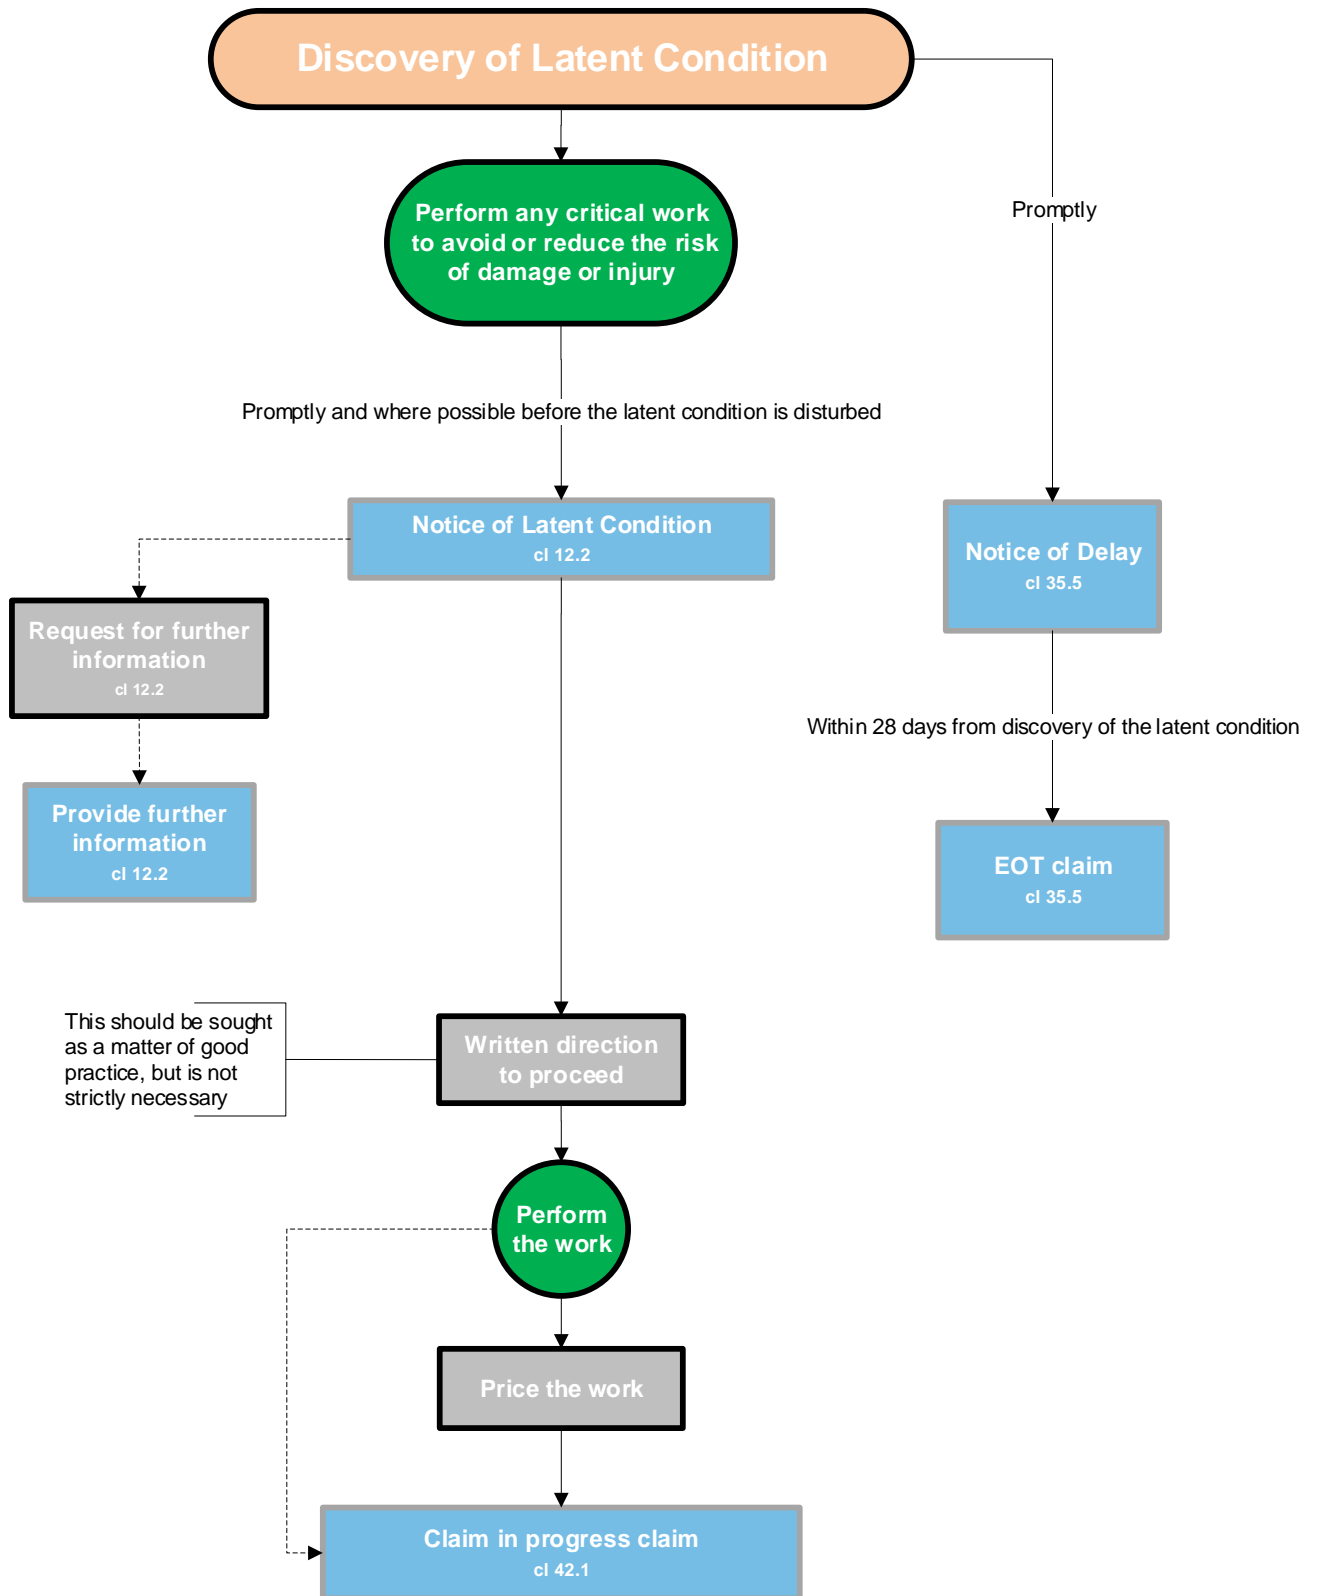 Discovery of Latent Condition
Perform any critical work
to avoid or reduce the risk
of damage or injury
Promptly
Promptly and where possible before the latent condition is disturbed
Notice of Latent Condition
cl 12.2
Notice of Delay
cl 35.5
Request for further
information
cl 12.2
Within 28 days from discovery of the latent condition
Provide further
information
cl 12.2
EOT claim
cl 35.5
This should be sought
as a matter of good
practice, but is not
strictly necessary
Written direction
to proceed
Perform
the work
Price the work
Claim in progress claim
cl 42.1